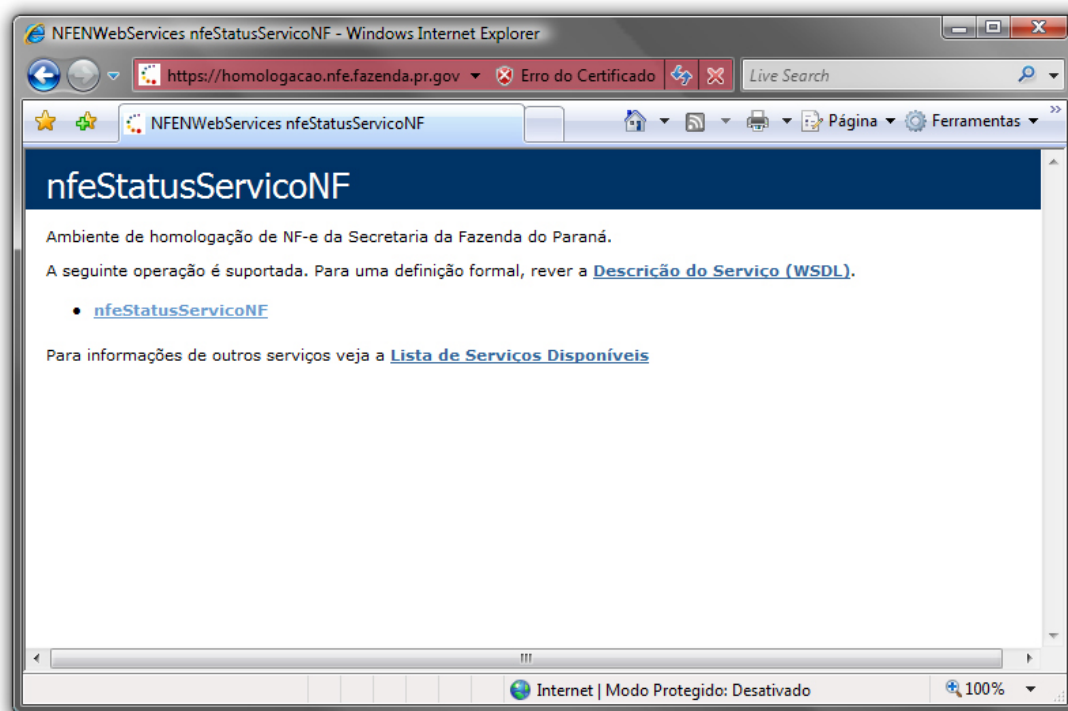 NFENWebServices nfeStatusServicoNF - Windows Internet Explorer
https://homologacao.nfe.fazenda.pr.gov Erro do Certificado Live Search
NFENWebServices nfeStatusServicoNF Página Ferramentas »
nfeStatusServicoNF
Ambiente de homologação de NF-e da Secretaria da Fazenda do Paraná.
A seguinte operação é suportada. Para uma definição formal, rever a Descrição do Serviço (WSDL).
• nfeStatusServicoNF
Para informações de outros serviços veja a Lista de Serviços Disponíveis
Internet | Modo Protegido: Desativado 100%